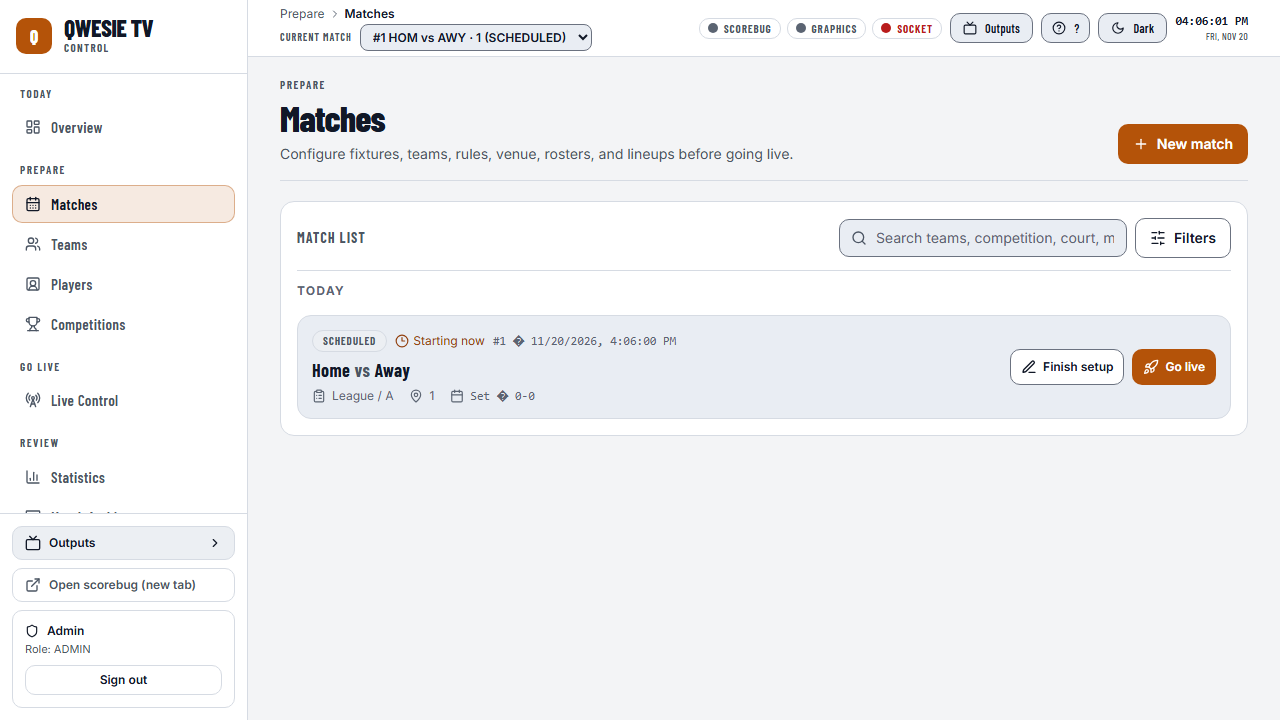 Q
QWESIE TV
CONTROL
TODAY
Overview
PREPARE
Matches
Teams
Players
Competitions
GO LIVE
Live Control
REVIEW
Statistics
Outputs
Open scorebug (new tab)
Admin
Role: ADMIN
Sign out
Prepare > Matches
CURRENT MATCH #1 HOM vs AWY · 1 (SCHEDULED)
SCOREBUG GRAPHICS SOCKET Outputs ? Dark
04:06:01 PM
FRI, NOV 20
PREPARE
Matches
Configure fixtures, teams, rules, venue, rosters, and lineups before going live.
+ New match
MATCH LIST
Search teams, competition, court, m
Filters
TODAY
SCHEDULED Starting now #1 � 11/20/2026, 4:06:00 PM
Home vs Away
League / A 1 Set � 0-0
Finish setup Go live